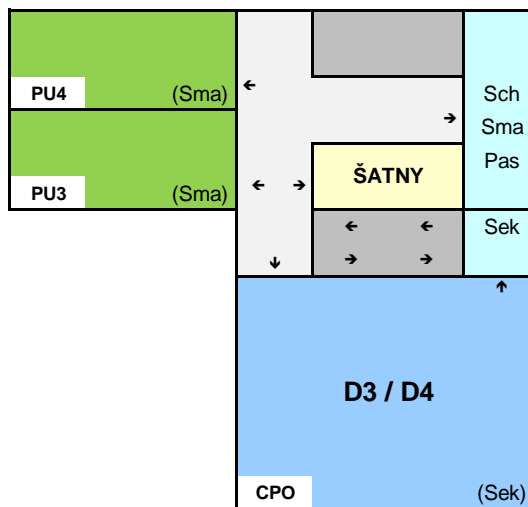 PU4 (Sma)
PU3 (Sma)
Sch
Sma
Pas
ŠATNY
Sek
D3 / D4
CPO (Sek)